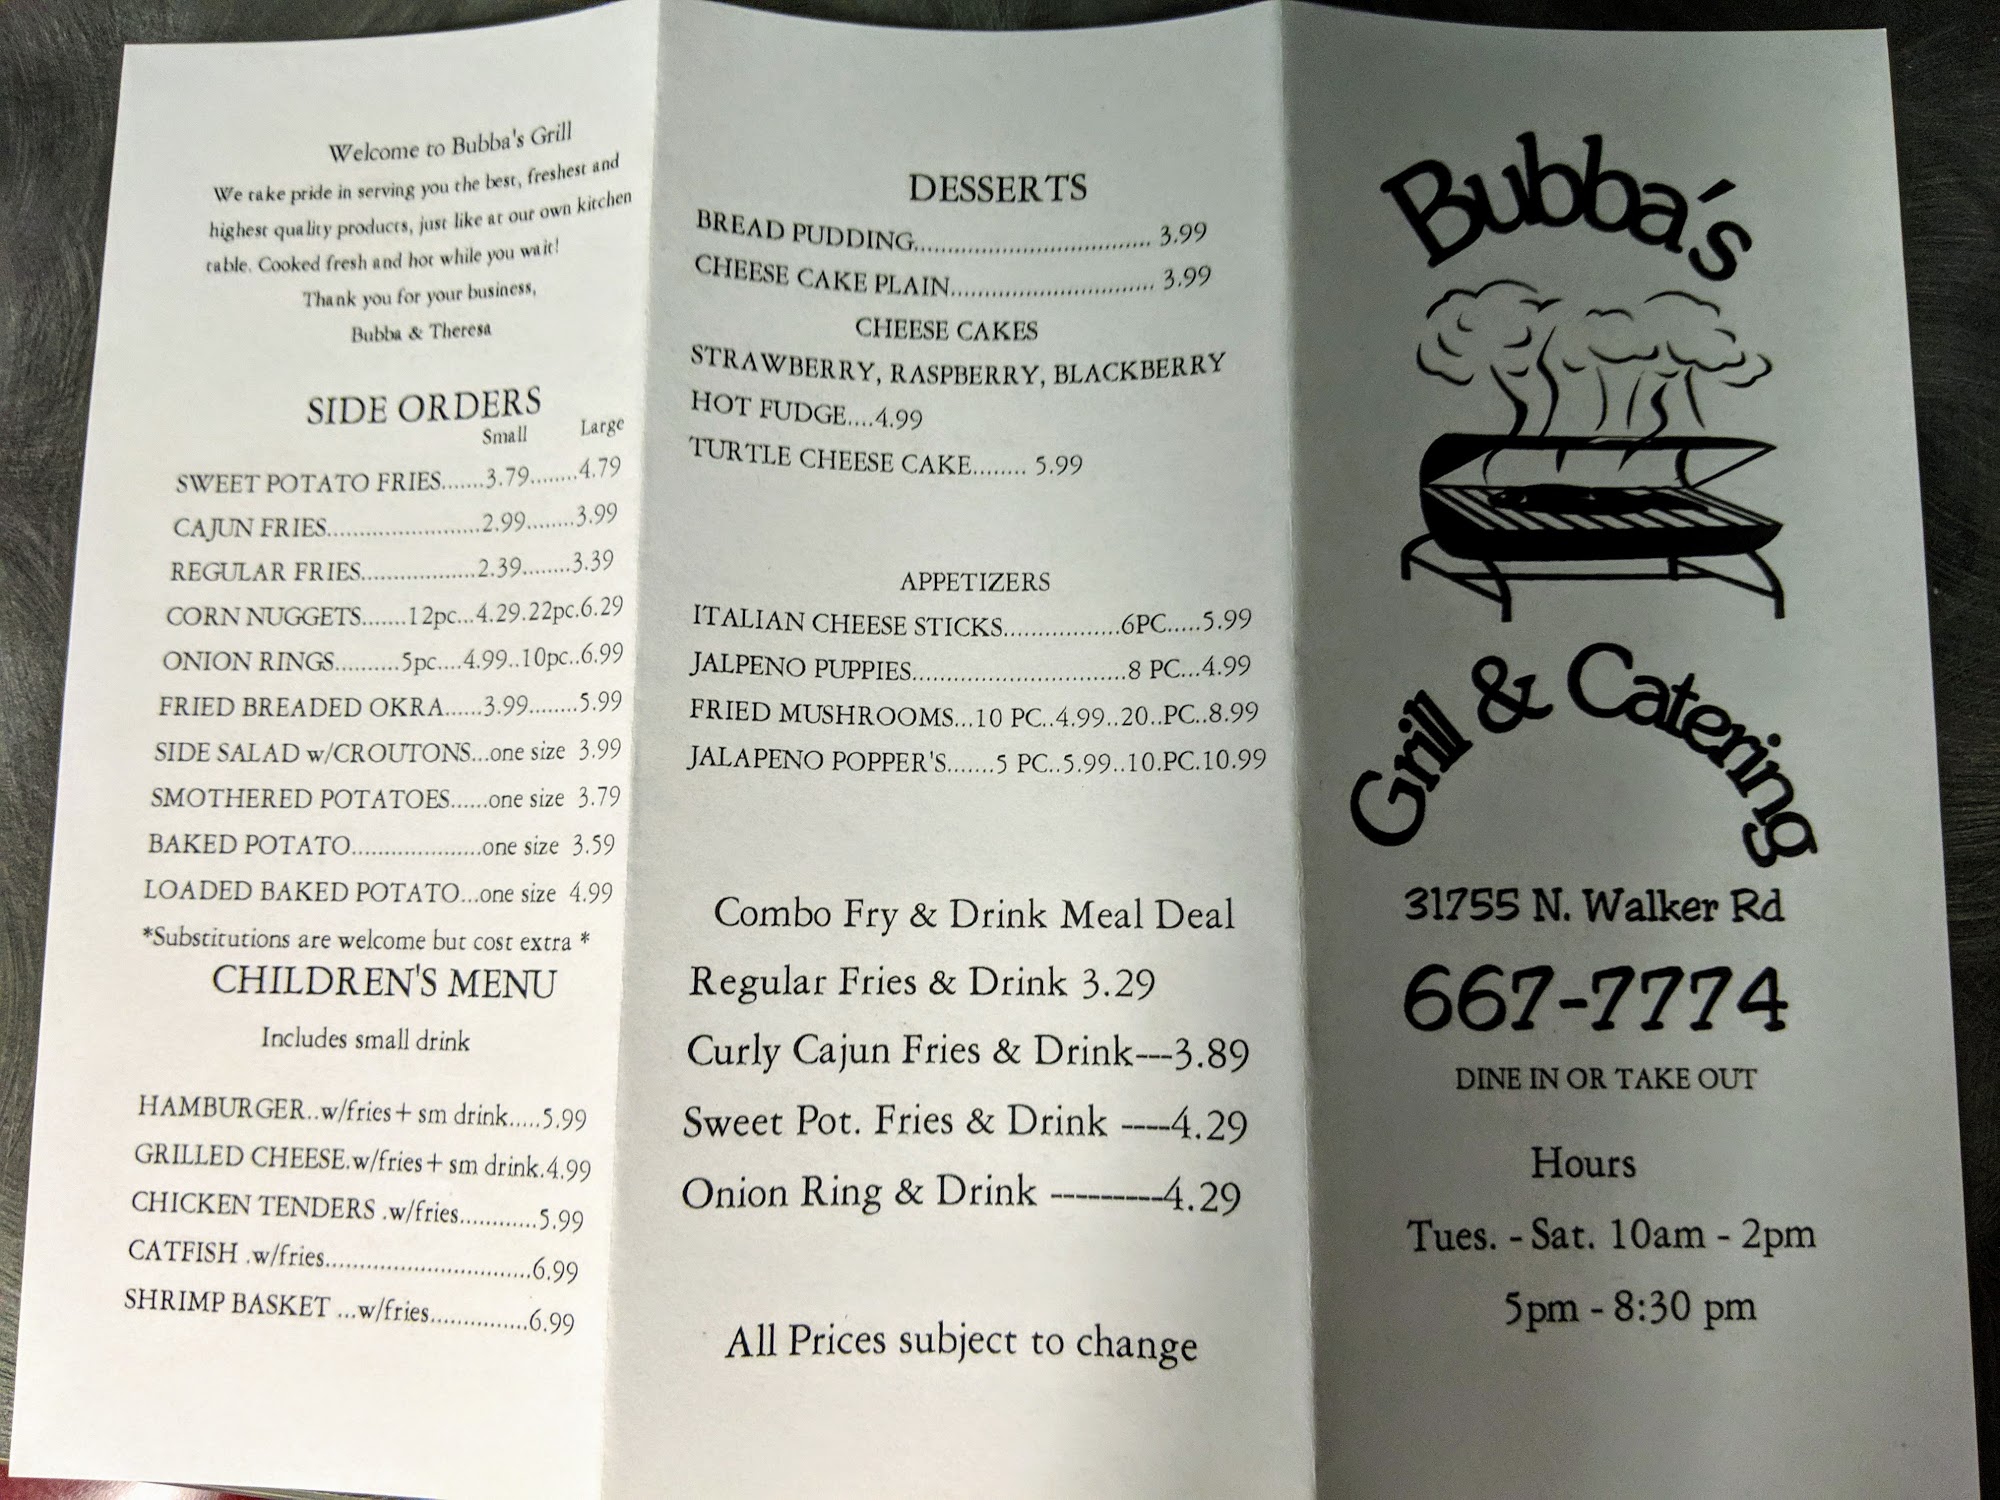 Welcome to Bubba's Grill
We take pride in serving you the best, freshest and
highest quality products, just like at our own kitchen
table. Cooked fresh and hot while you wait!
Thank you for your business,
Bubba & Theresa
SIDE ORDERS
Small Large
SWEET POTATO FRIES.......3.79........4.79
CAJUN FRIES.......................2.99........3.99
REGULAR FRIES.................2.39........3.39
CORN NUGGETS.......12pc...4.29.22pc.6.29
ONION RINGS..........5pc....4.99..10pc..6.99
FRIED BREADED OKRA......3.99........5.99
SIDE SALAD w/CROUTONS...one size 3.99
SMOTHERED POTATOES......one size 3.79
BAKED POTATO....................one size 3.59
LOADED BAKED POTATO...one size 4.99
*Substitutions are welcome but cost extra *
CHILDREN'S MENU
Includes small drink
HAMBURGER..w/fries+ sm drink.....5.99
GRILLED CHEESE.w/fries+ sm drink.4.99
CHICKEN TENDERS .w/fries............5.99
CATFISH .w/fries...............................6.99
SHRIMP BASKET ...w/fries...............6.99
DESSERTS
BREAD PUDDING................................... 3.99
CHEESE CAKE PLAIN.............................. 3.99
CHEESE CAKES
STRAWBERRY, RASPBERRY, BLACKBERRY
HOT FUDGE....4.99
TURTLE CHEESE CAKE........ 5.99
APPETIZERS
ITALIAN CHEESE STICKS.................6PC.....5.99
JALPENO PUPPIES...............................8 PC...4.99
FRIED MUSHROOMS...10 PC..4.99..20..PC..8.99
JALAPENO POPPER'S.......5 PC..5.99..10.PC.10.99
Combo Fry & Drink Meal Deal
Regular Fries & Drink 3.29
Curly Cajun Fries & Drink---3.89
Sweet Pot. Fries & Drink ----4.29
Onion Ring & Drink ---------4.29
All Prices subject to change
Bubba's
Grill & Catering
31755 N. Walker Rd
667-7774
DINE IN OR TAKE OUT
Hours
Tues. - Sat. 10am - 2pm
5pm - 8:30 pm